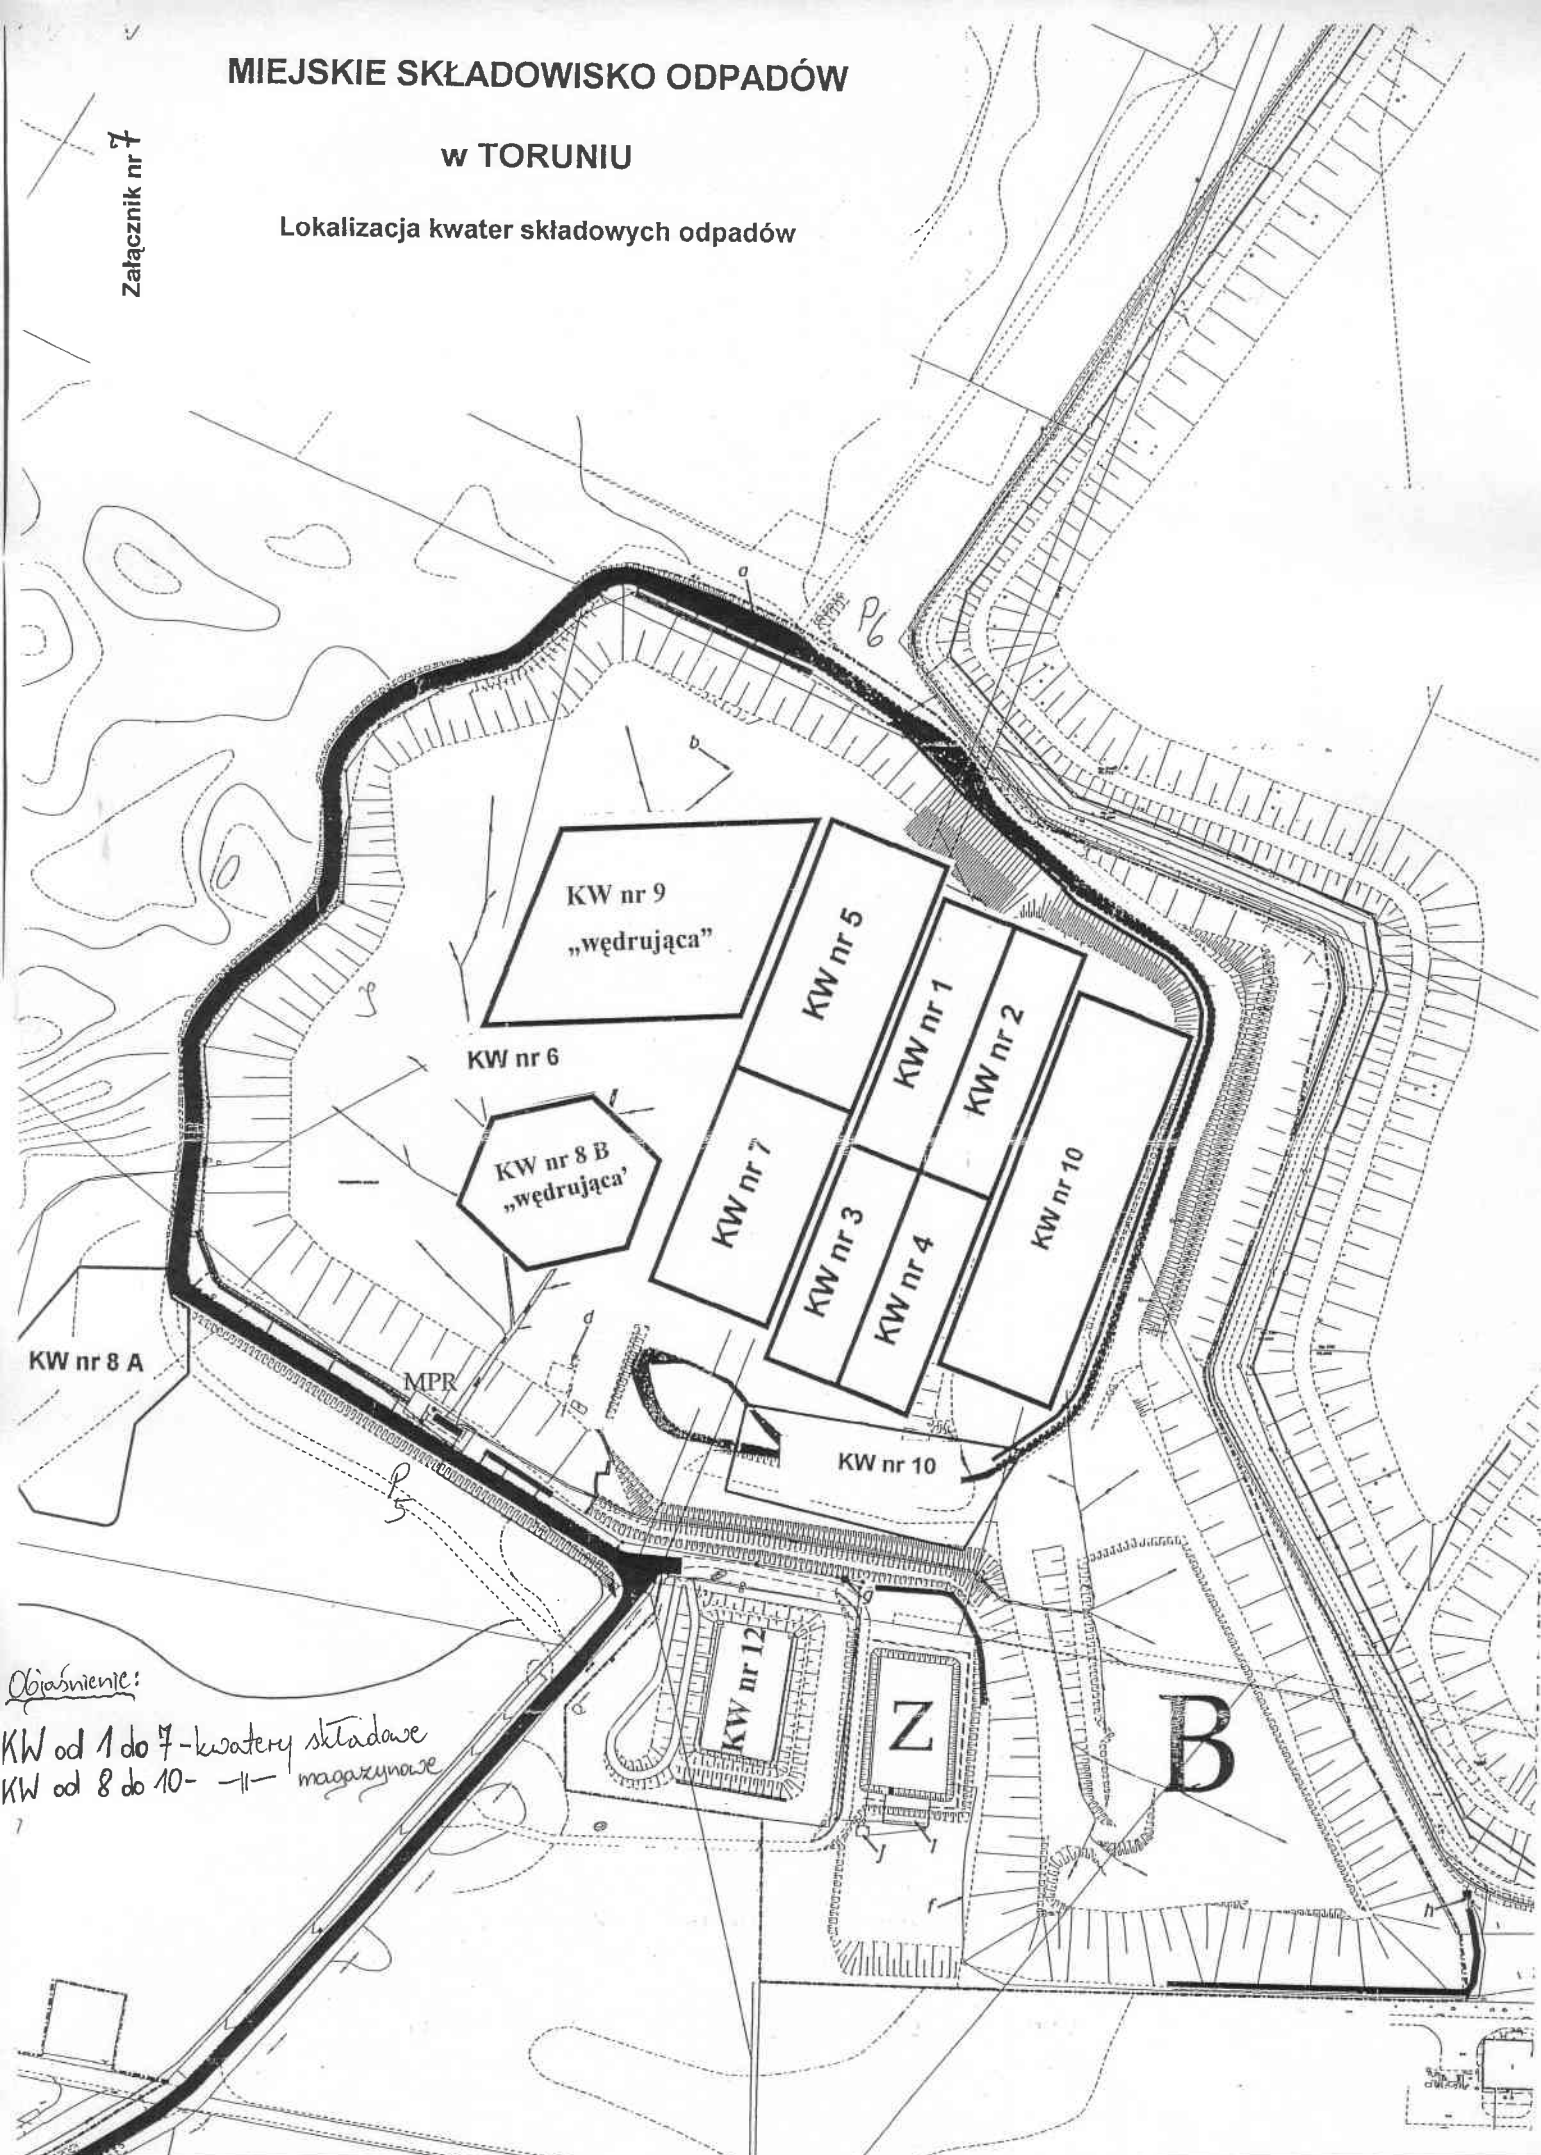 MIEJSKIE SKŁADOWISKO ODPADÓW
w TORUNIU
Lokalizacja kwater składowych odpadów
Załącznik nr 7
a
P6
b
KW nr 9
„wędrująca”
KW nr 5
KW nr 1
KW nr 2
KW nr 6
KW nr 10
KW nr 8 B
„wędrująca’
KW nr 7
KW nr 3
KW nr 4
d
KW nr 8 A
MPR
KW nr 10
P5
g
KW nr 12
Z
B
Objaśnienie:
KW od 1 do 7 - kwatery składowe
KW od 8 do 10 - -||- magazynowe
e
J
I
f
h